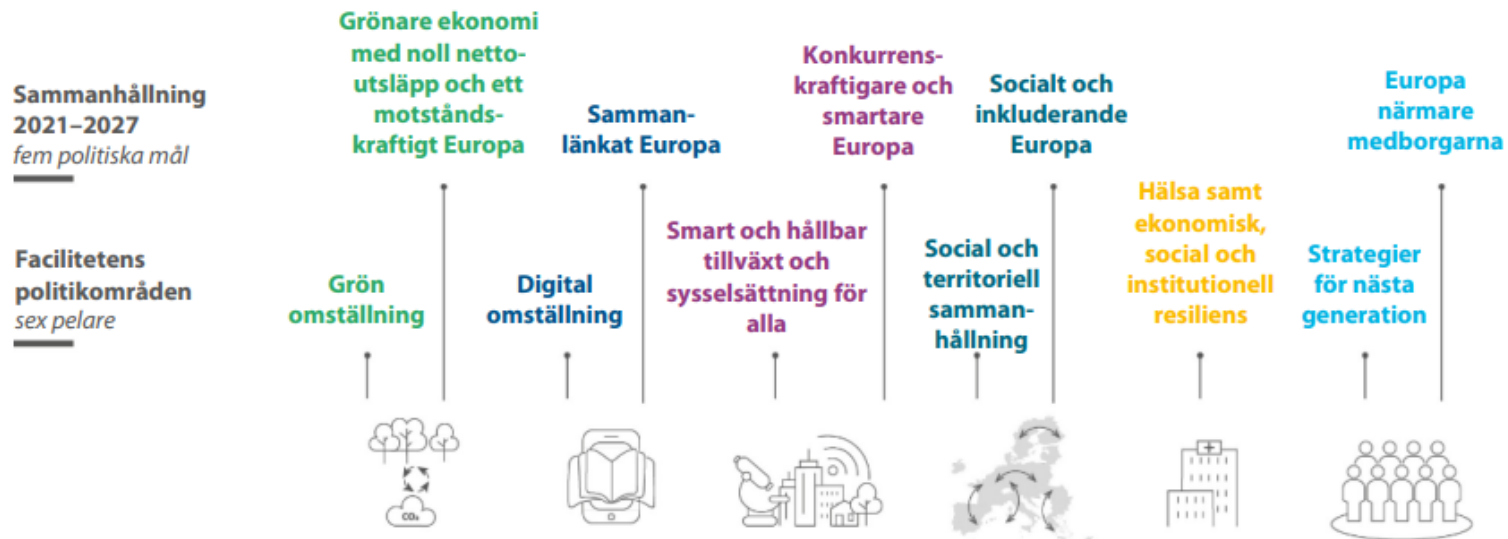 Sammanhållning
2021–2027
fem politiska mål
Grönare ekonomi
med noll netto-
utsläpp och ett
motstånds-
kraftigt Europa
Samman-
länkat Europa
Konkurrens-
kraftigare och
smartare
Europa
Socialt och
inkluderande
Europa
Europa
närmare
medborgarna
Facilitetens
politikområden
sex pelare
Grön
omställning
Digital
omställning
Smart och hållbar
tillväxt och
sysselsättning för
alla
Social och
territoriell
samman-
hållning
Hälsa samt
ekonomisk,
social och
institutionell
resiliens
Strategier
för nästa
generation
CO₂